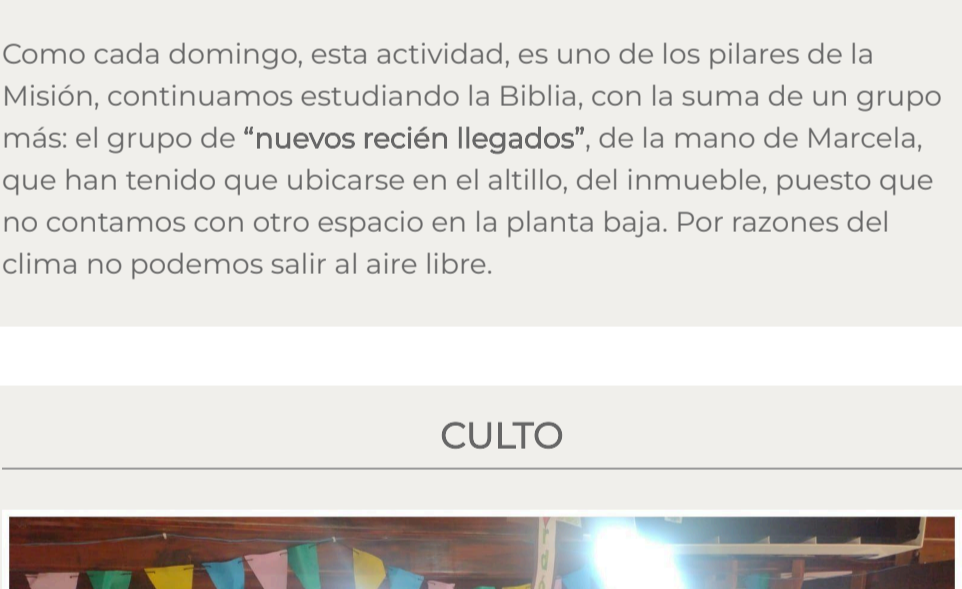 Como cada domingo, esta actividad, es uno de los pilares de la
Misión, continuamos estudiando la Biblia, con la suma de un grupo
más: el grupo de “nuevos recién llegados”, de la mano de Marcela,
que han tenido que ubicarse en el altillo, del inmueble, puesto que
no contamos con otro espacio en la planta baja. Por razones del
clima no podemos salir al aire libre.
CULTO